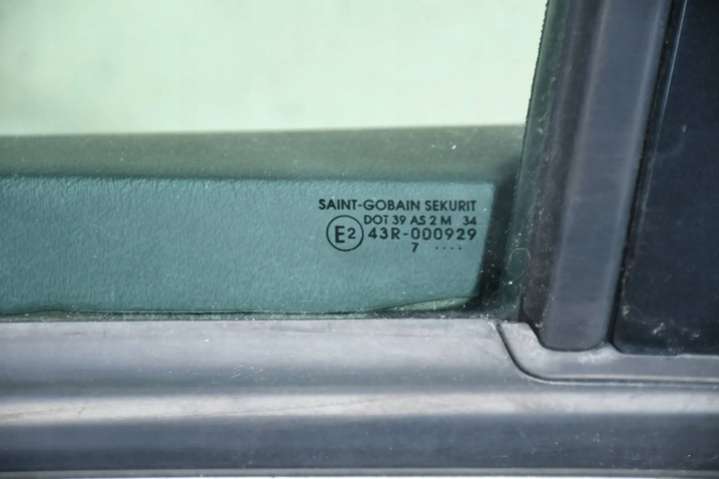 SAINT-GOBAIN SEKURIT
DOT 39 AS 2 M 34
E2 43R-000929
7 ....